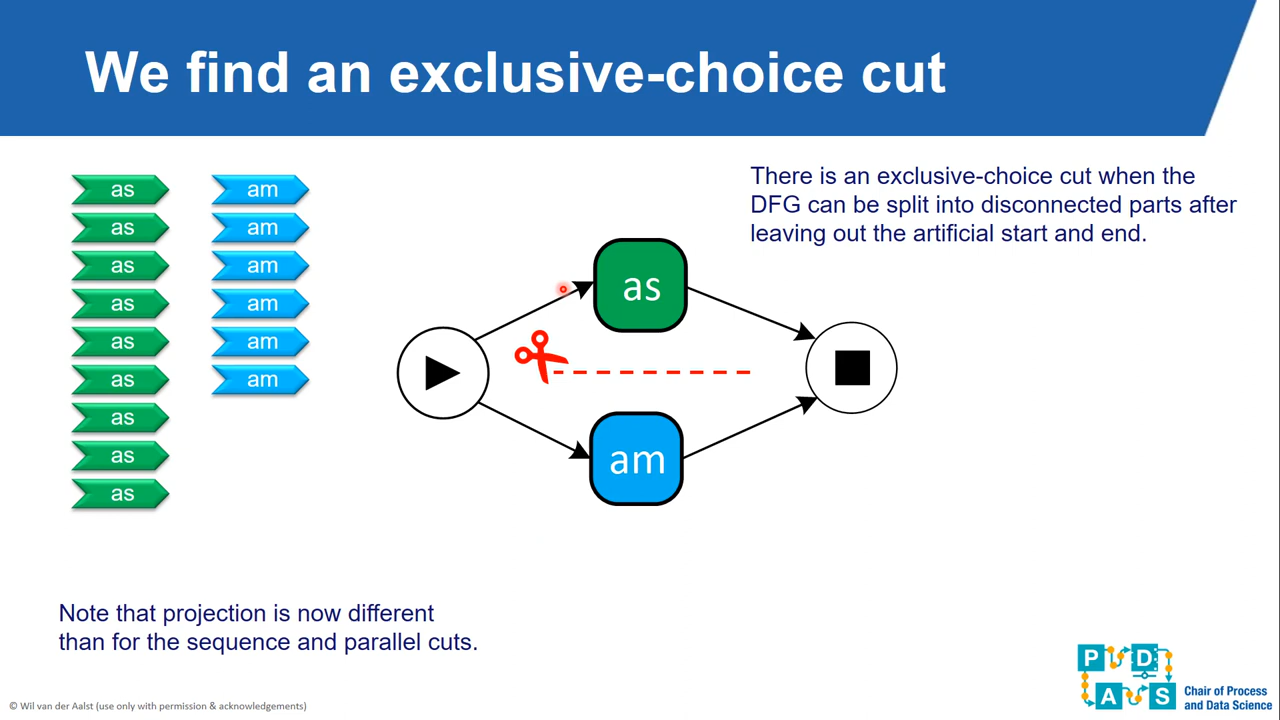 We find an exclusive-choice cut
as
as
as
as
as
as
as
as
as
am
am
am
am
am
am
There is an exclusive-choice cut when the
DFG can be split into disconnected parts after
leaving out the artificial start and end.
as
am
Note that projection is now different
than for the sequence and parallel cuts.
© Wil van der Aalst (use only with permission & acknowledgements)
P D
A S
Chair of Process
and Data Science